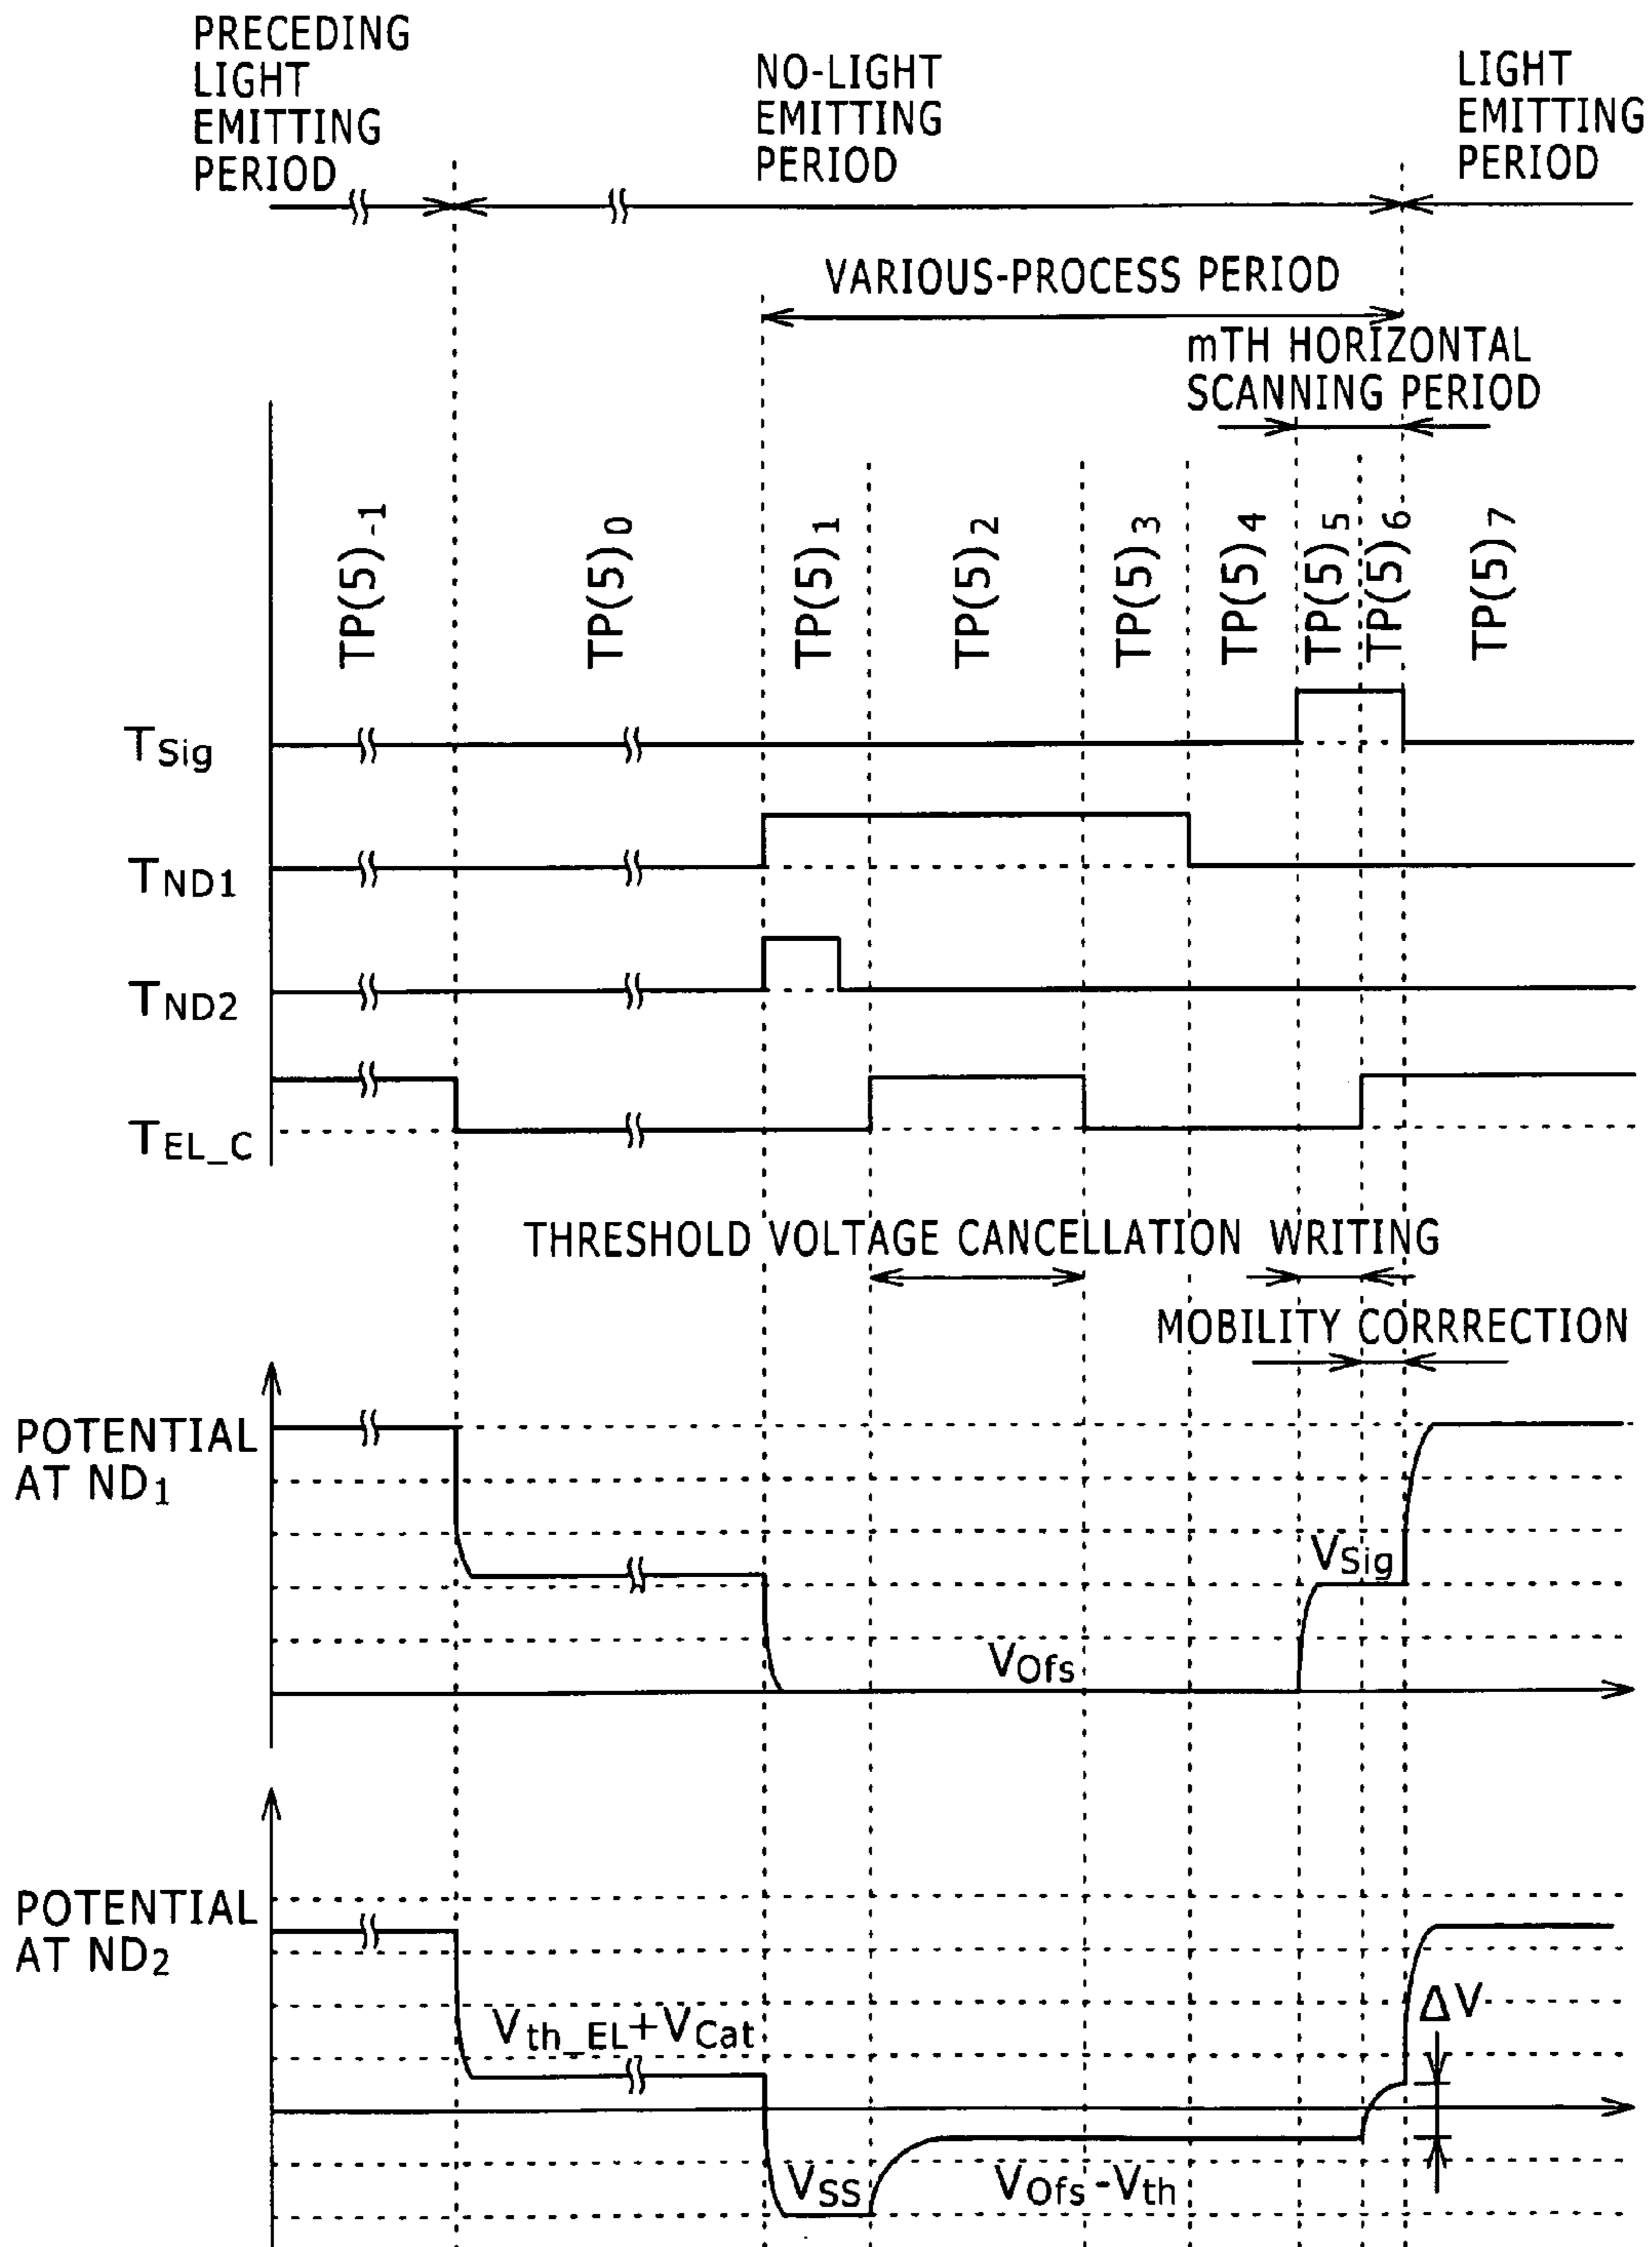 PRECEDING
LIGHT
EMITTING
PERIOD
NO-LIGHT
EMITTING
PERIOD
LIGHT
EMITTING
PERIOD
VARIOUS-PROCESS PERIOD
mTH HORIZONTAL
SCANNING PERIOD
TP(5)-1
TP(5)0
TP(5)1
TP(5)2
TP(5)3
TP(5)4
TP(5)5
TP(5)6
TP(5)7
TSig
TND1
TND2
TEL_C
THRESHOLD VOLTAGE CANCELLATION WRITING
MOBILITY CORRRECTION
POTENTIAL
AT ND1
VSig
VOfs
POTENTIAL
AT ND2
ΔV
Vth_EL+VCat
VSS
VOfs-Vth